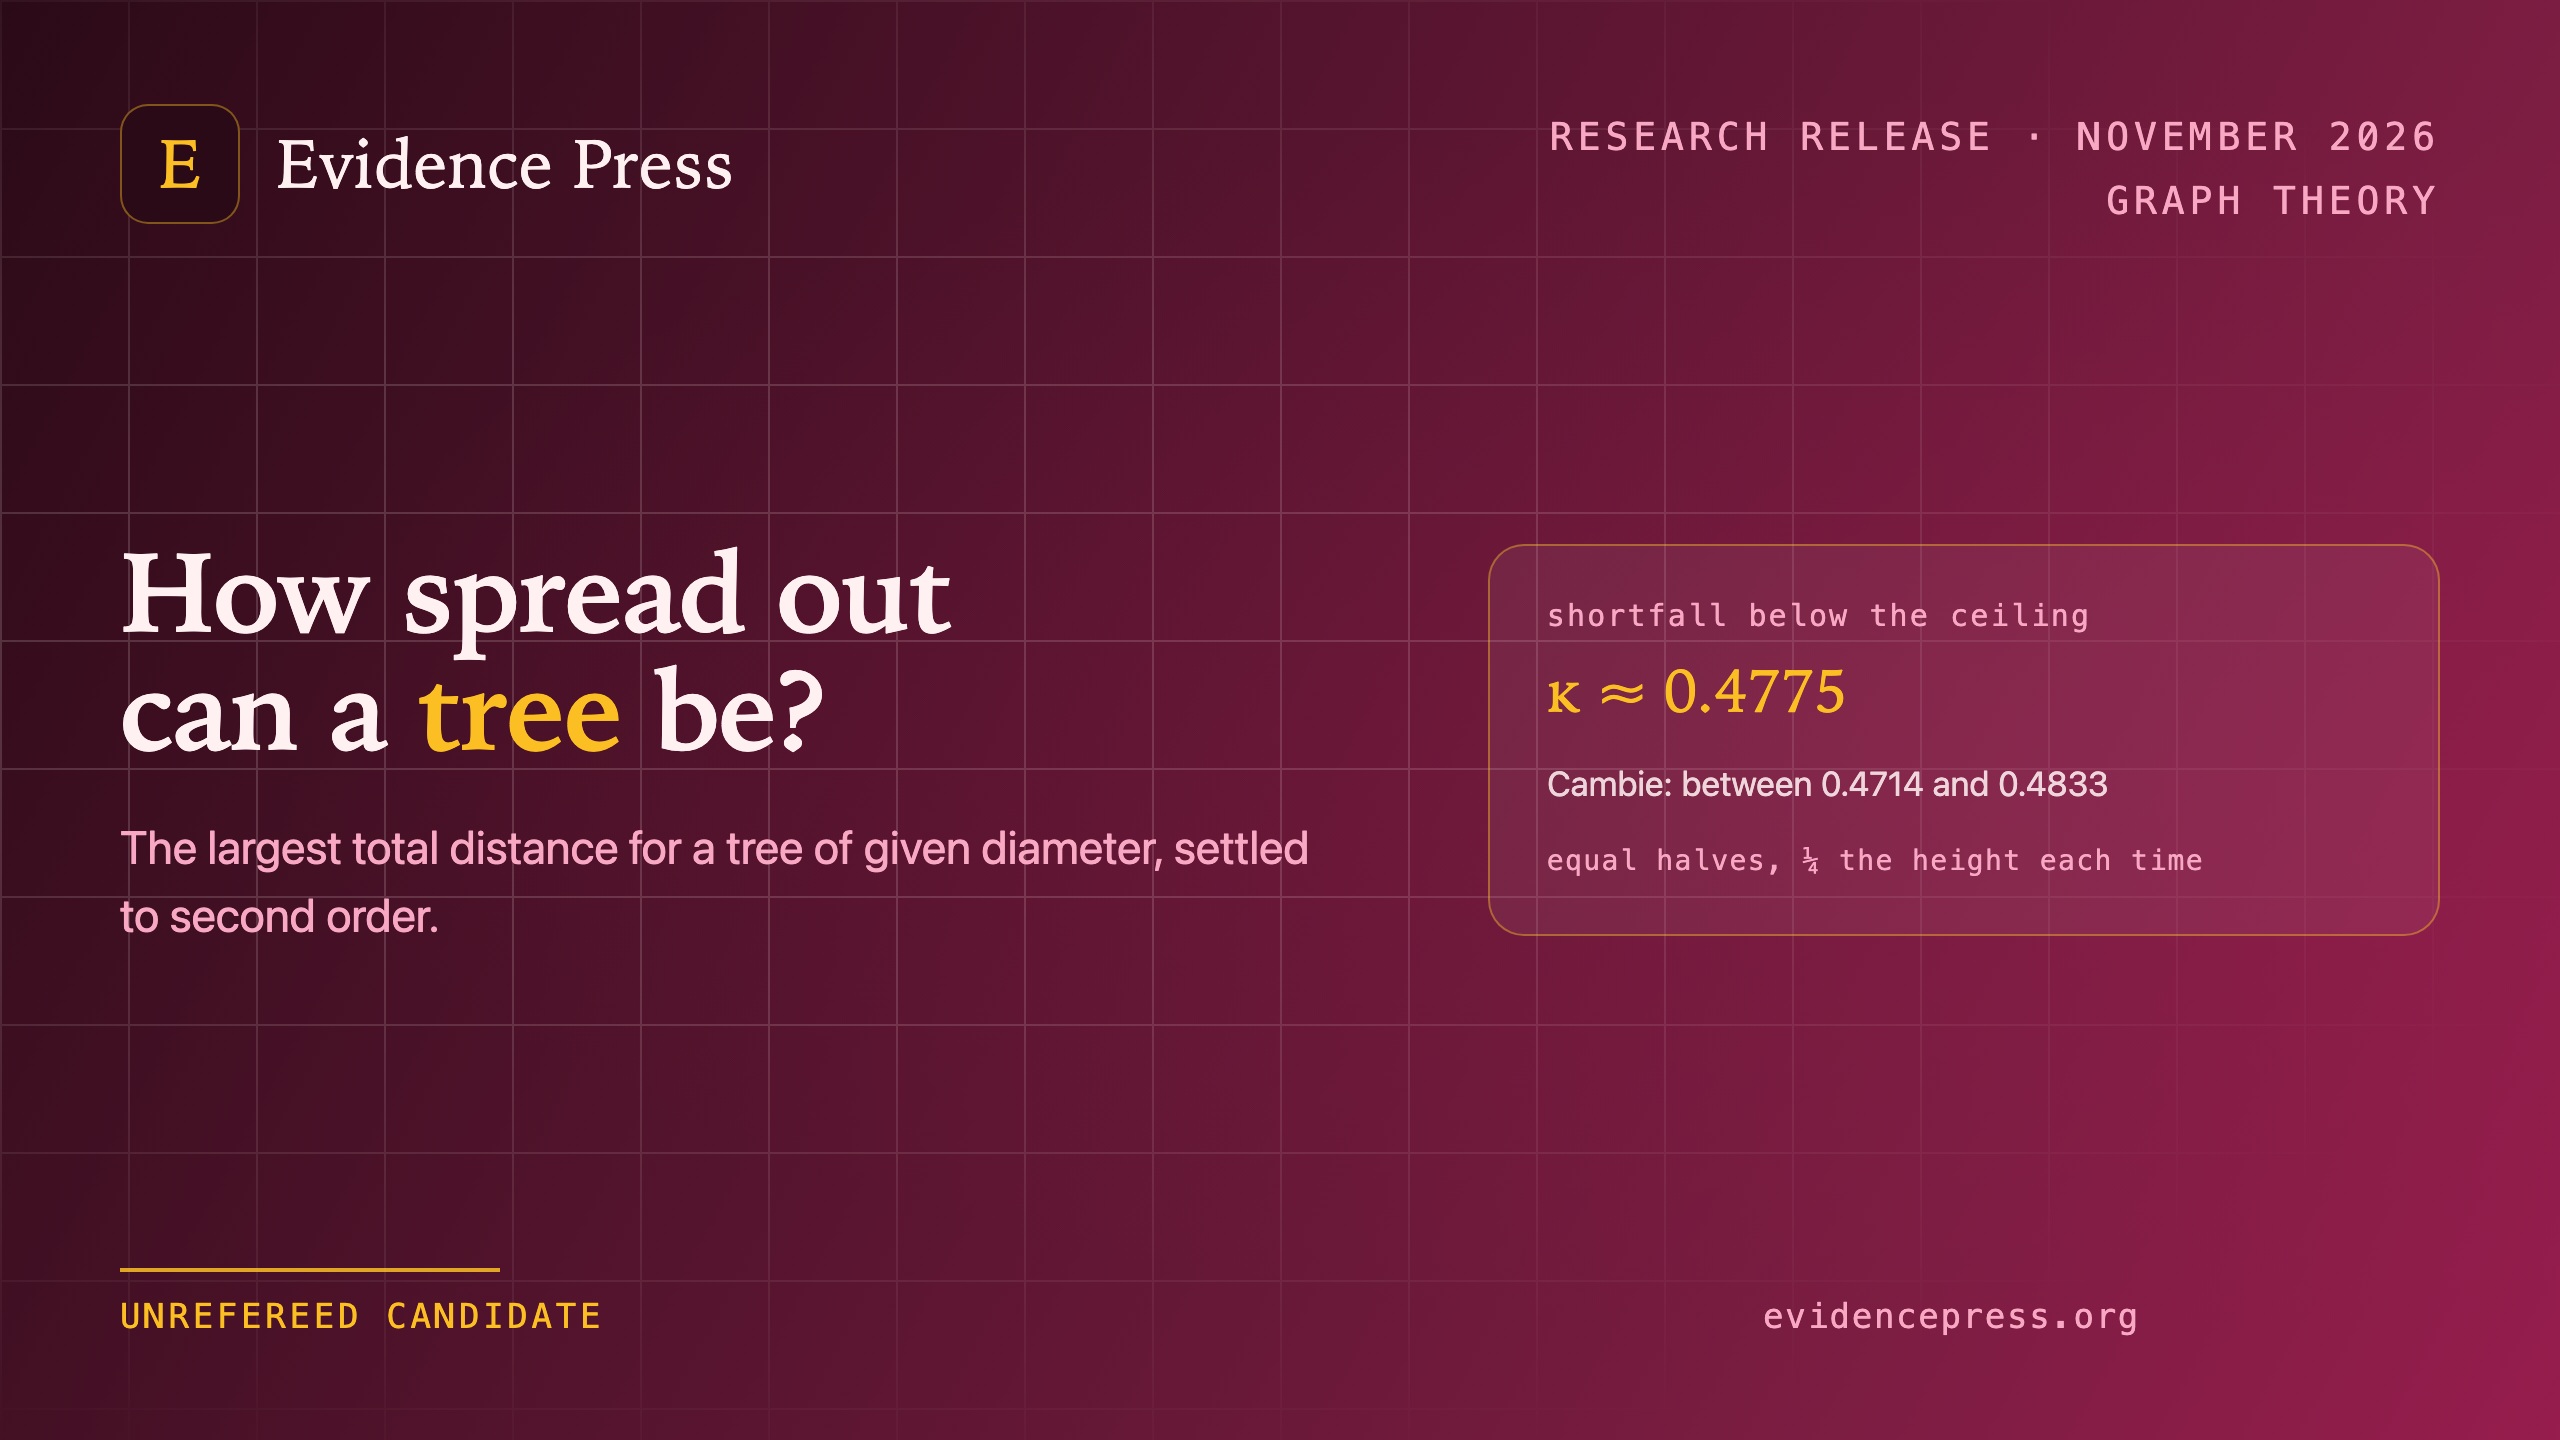 E
Evidence Press
RESEARCH RELEASE · NOVEMBER 2026
GRAPH THEORY
How spread out
can a tree be?
The largest total distance for a tree of given diameter, settled
to second order.
shortfall below the ceiling
κ ≈ 0.4775
Cambie: between 0.4714 and 0.4833
equal halves, ¼ the height each time
UNREFEREED CANDIDATE
evidencepress.org